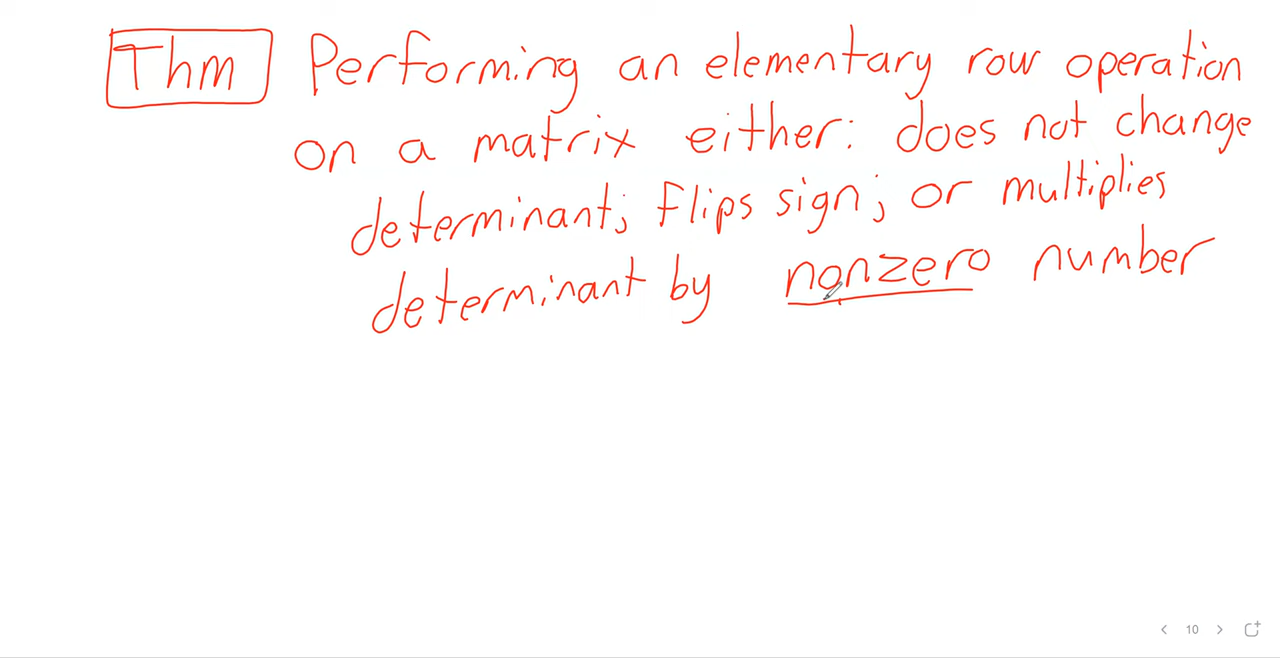 Thm Performing an elementary row operation
on a matrix either: does not change
determinant; flips sign; or multiplies
determinant by nonzero number
< 10 >